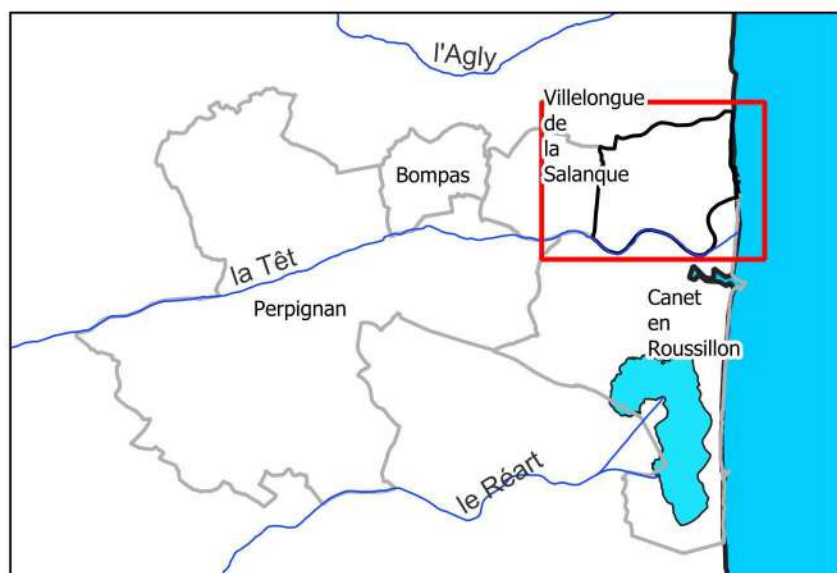 l'Agly
Villelongue
de
la
Salanque
Bompas
la Têt
Perpignan
Canet
en
Roussillon
le Réart